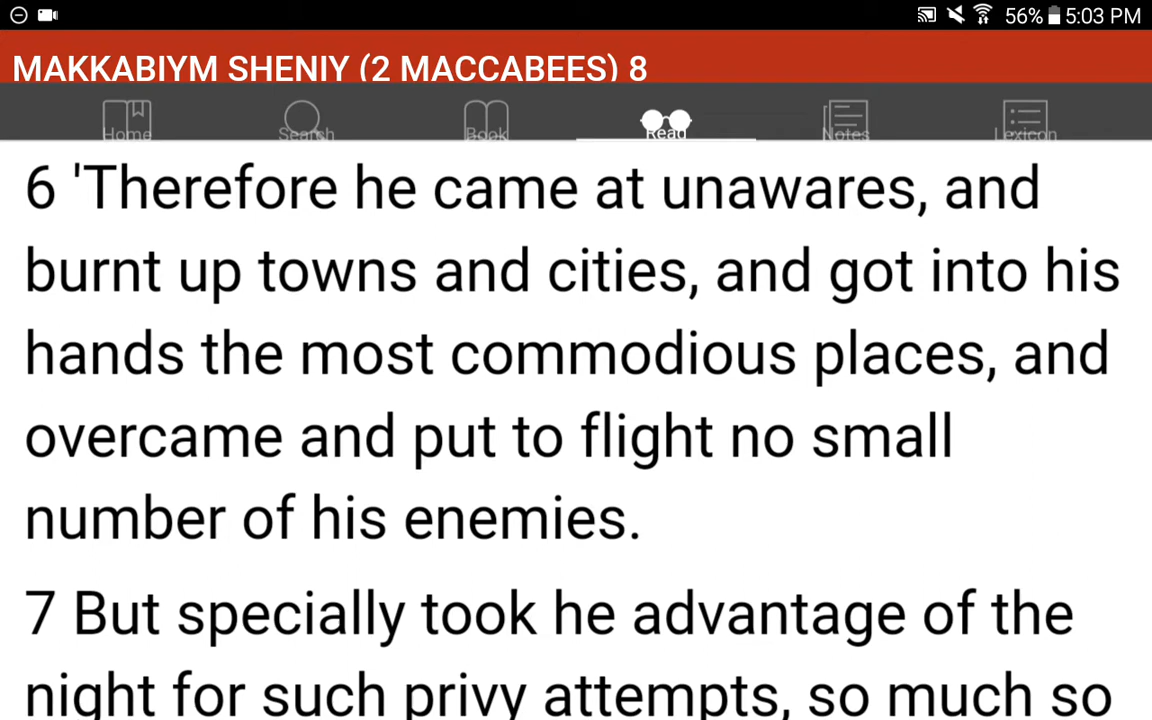 56% 5:03 PM
MAKKABIYM SHENIY (2 MACCABEES) 8
Home Search Book Read Notes Lexicon
6 'Therefore he came at unawares, and
burnt up towns and cities, and got into his
hands the most commodious places, and
overcame and put to flight no small
number of his enemies.
7 But specially took he advantage of the
night for such privy attempts, so much so